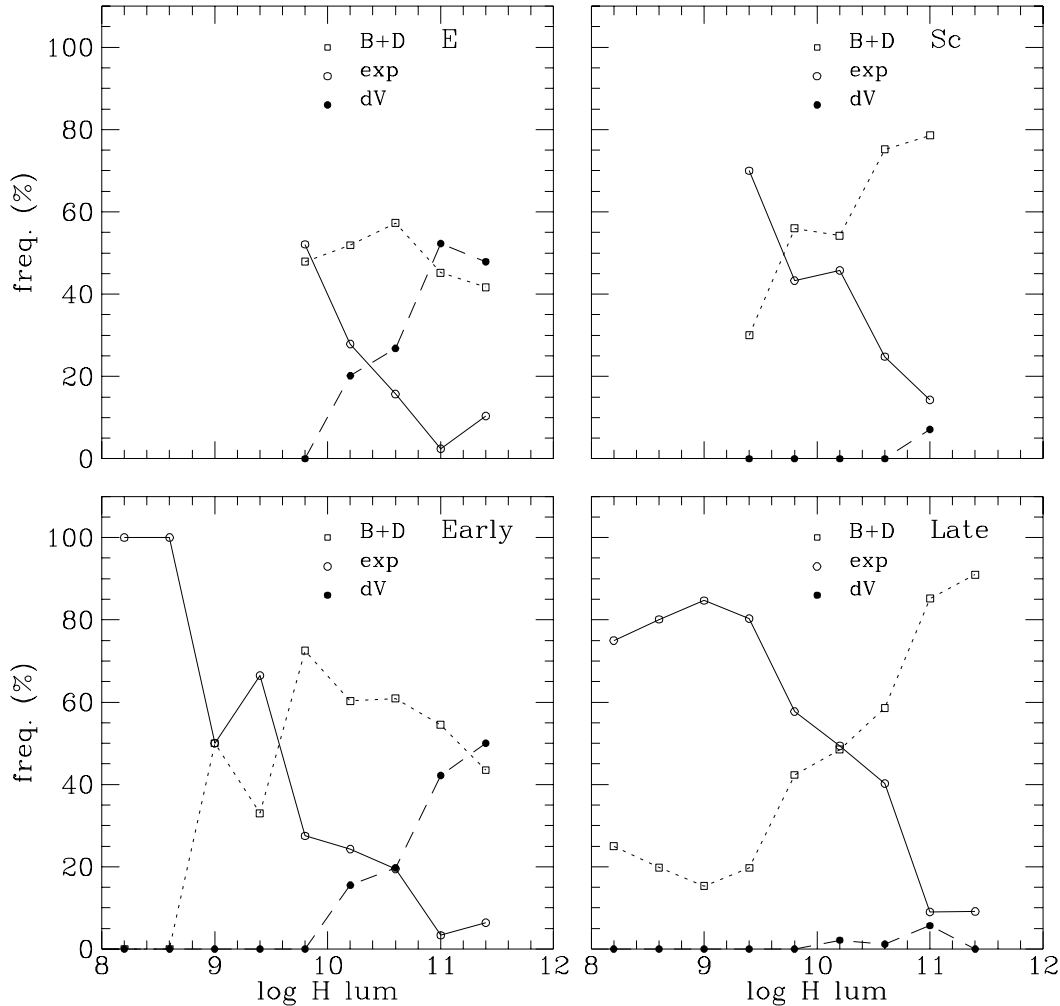 100
80
60
40
20
0
freq. (%)
B+D
exp
dV
E
B+D
exp
dV
Sc
100
80
60
40
20
0
freq. (%)
B+D
exp
dV
Early
8 9 10 11 12
log H lum
B+D
exp
dV
Late
8 9 10 11 12
log H lum